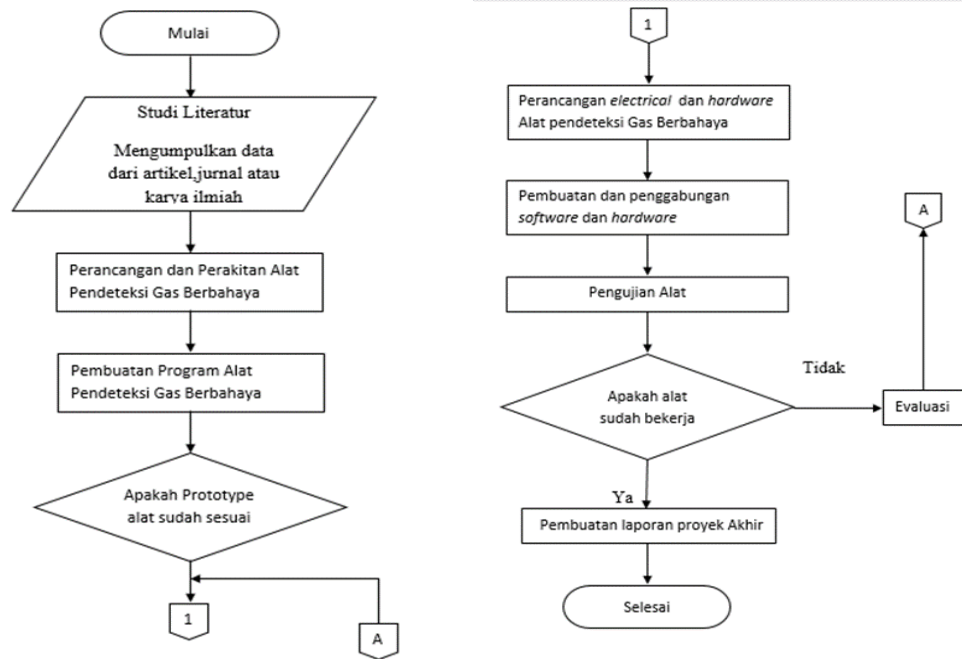 Mulai
Studi Literatur
Mengumpulkan data
dari artikel,jurnal atau
karya ilmiah
Perancangan dan Perakitan Alat
Pendeteksi Gas Berbahaya
Pembuatan Program Alat
Pendeteksi Gas Berbahaya
Apakah Prototype
alat sudah sesuai
1
A
1
Perancangan electrical dan hardware
Alat pendeteksi Gas Berbahaya
Pembuatan dan penggabungan
software dan hardware
Pengujian Alat
Apakah alat
sudah bekerja
Tidak
Evaluasi
A
Ya
Pembuatan laporan proyek Akhir
Selesai